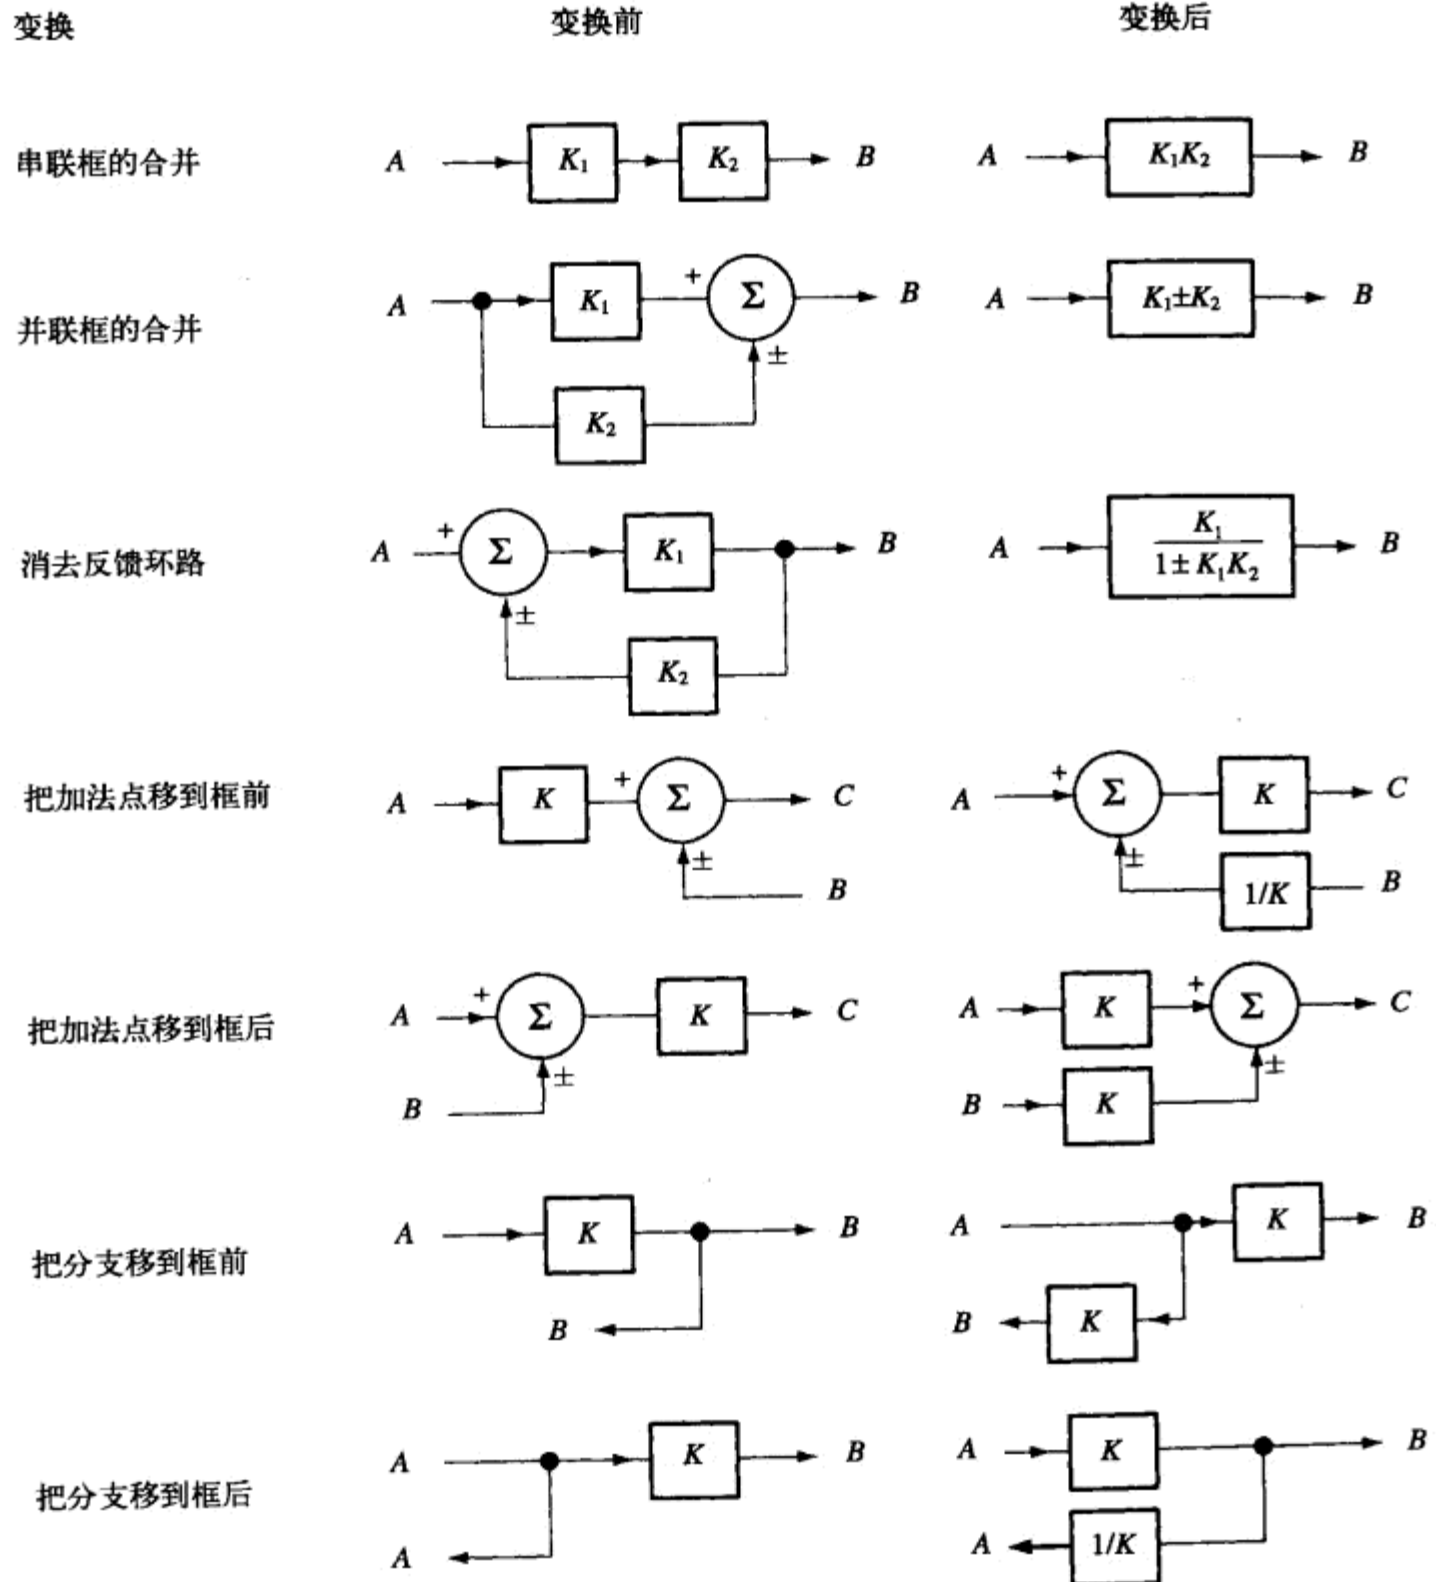 变换 变换前 变换后
串联框的合并 A K₁ K₂ B A K₁K₂ B
并联框的合并 A K₁ + Σ B ± K₂ A K₁±K₂ B
消去反馈环路 A + Σ K₁ B ± K₂ A K₁ / 1±K₁K₂ B
把加法点移到框前 A K + Σ C ± B A + Σ K C ± 1/K B
把加法点移到框后 A + Σ K C ± B A K + Σ C ± B K
把分支移到框前 A K B B A K B B K
把分支移到框后 A K B A A K B A 1/K